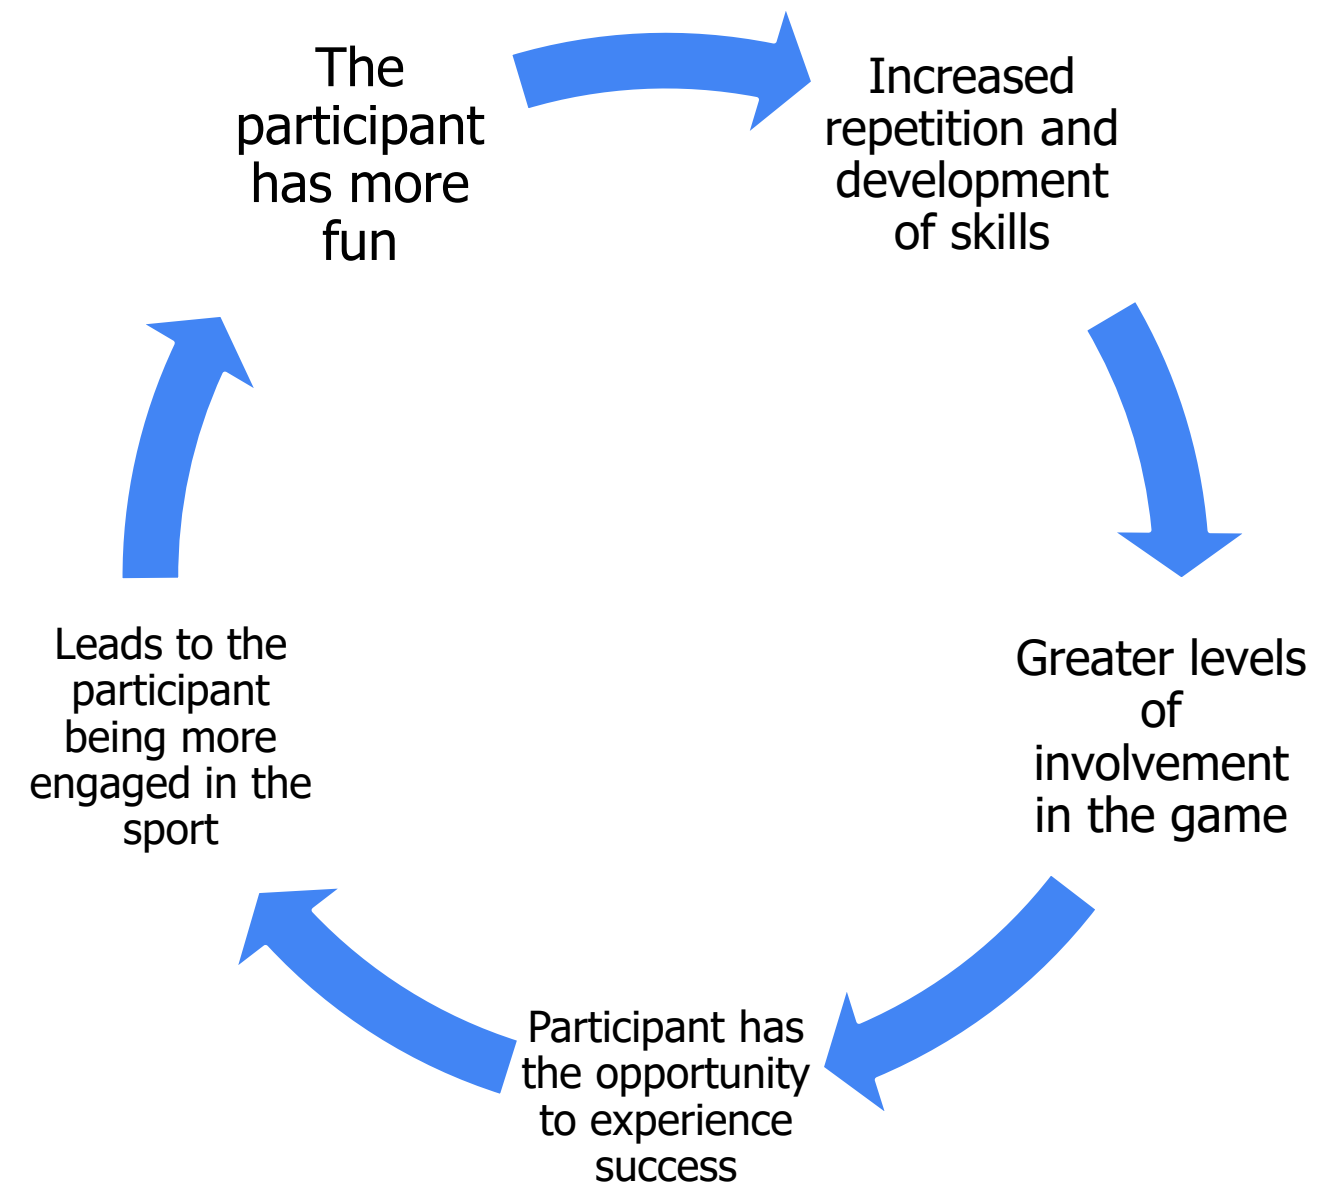 The
participant
has more
fun
Increased
repetition and
development
of skills
Greater levels
of
involvement
in the game
Participant has
the opportunity
to experience
success
Leads to the
participant
being more
engaged in the
sport